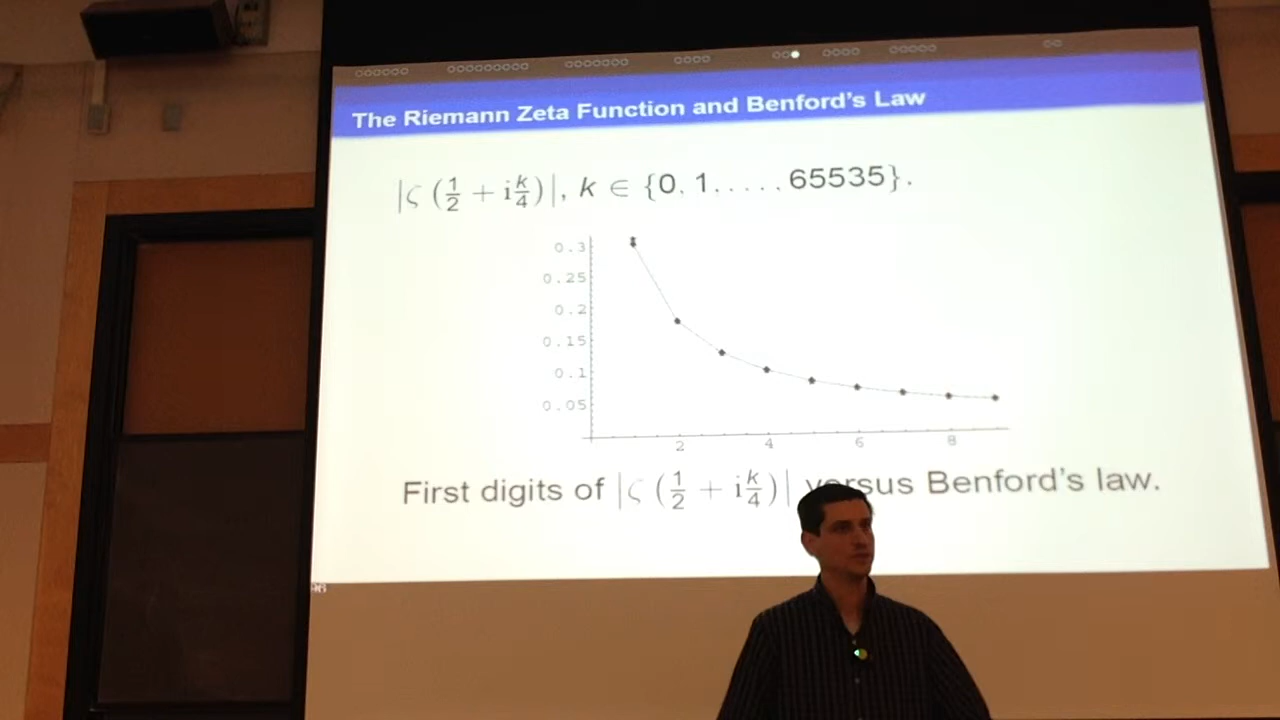 The Riemann Zeta Function and Benford's Law
|ζ (1/2 + i k/4)|, k ∈ {0, 1, . . . , 65535}.
0.3
0.25
0.2
0.15
0.1
0.05
2 4 6 8
First digits of |ζ (1/2 + i k/4)| versus Benford's law.